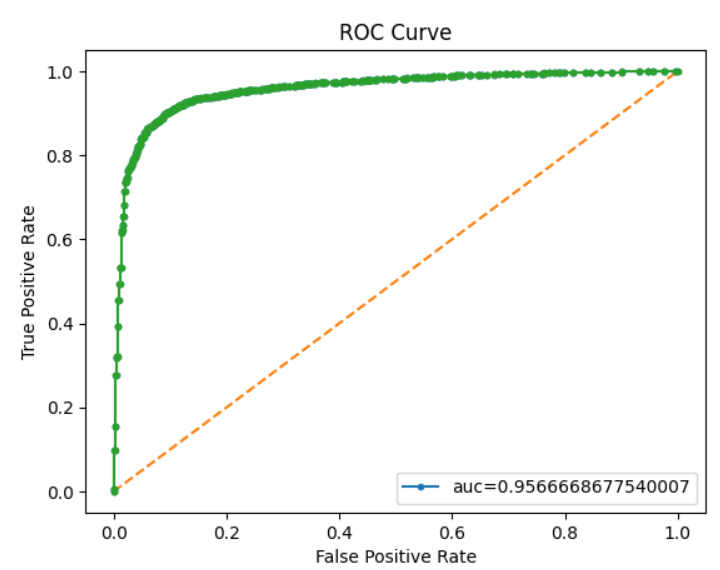 ROC Curve
True Positive Rate
1.0
0.8
0.6
0.4
0.2
0.0
auc=0.9566668677540007
0.0 0.2 0.4 0.6 0.8 1.0
False Positive Rate